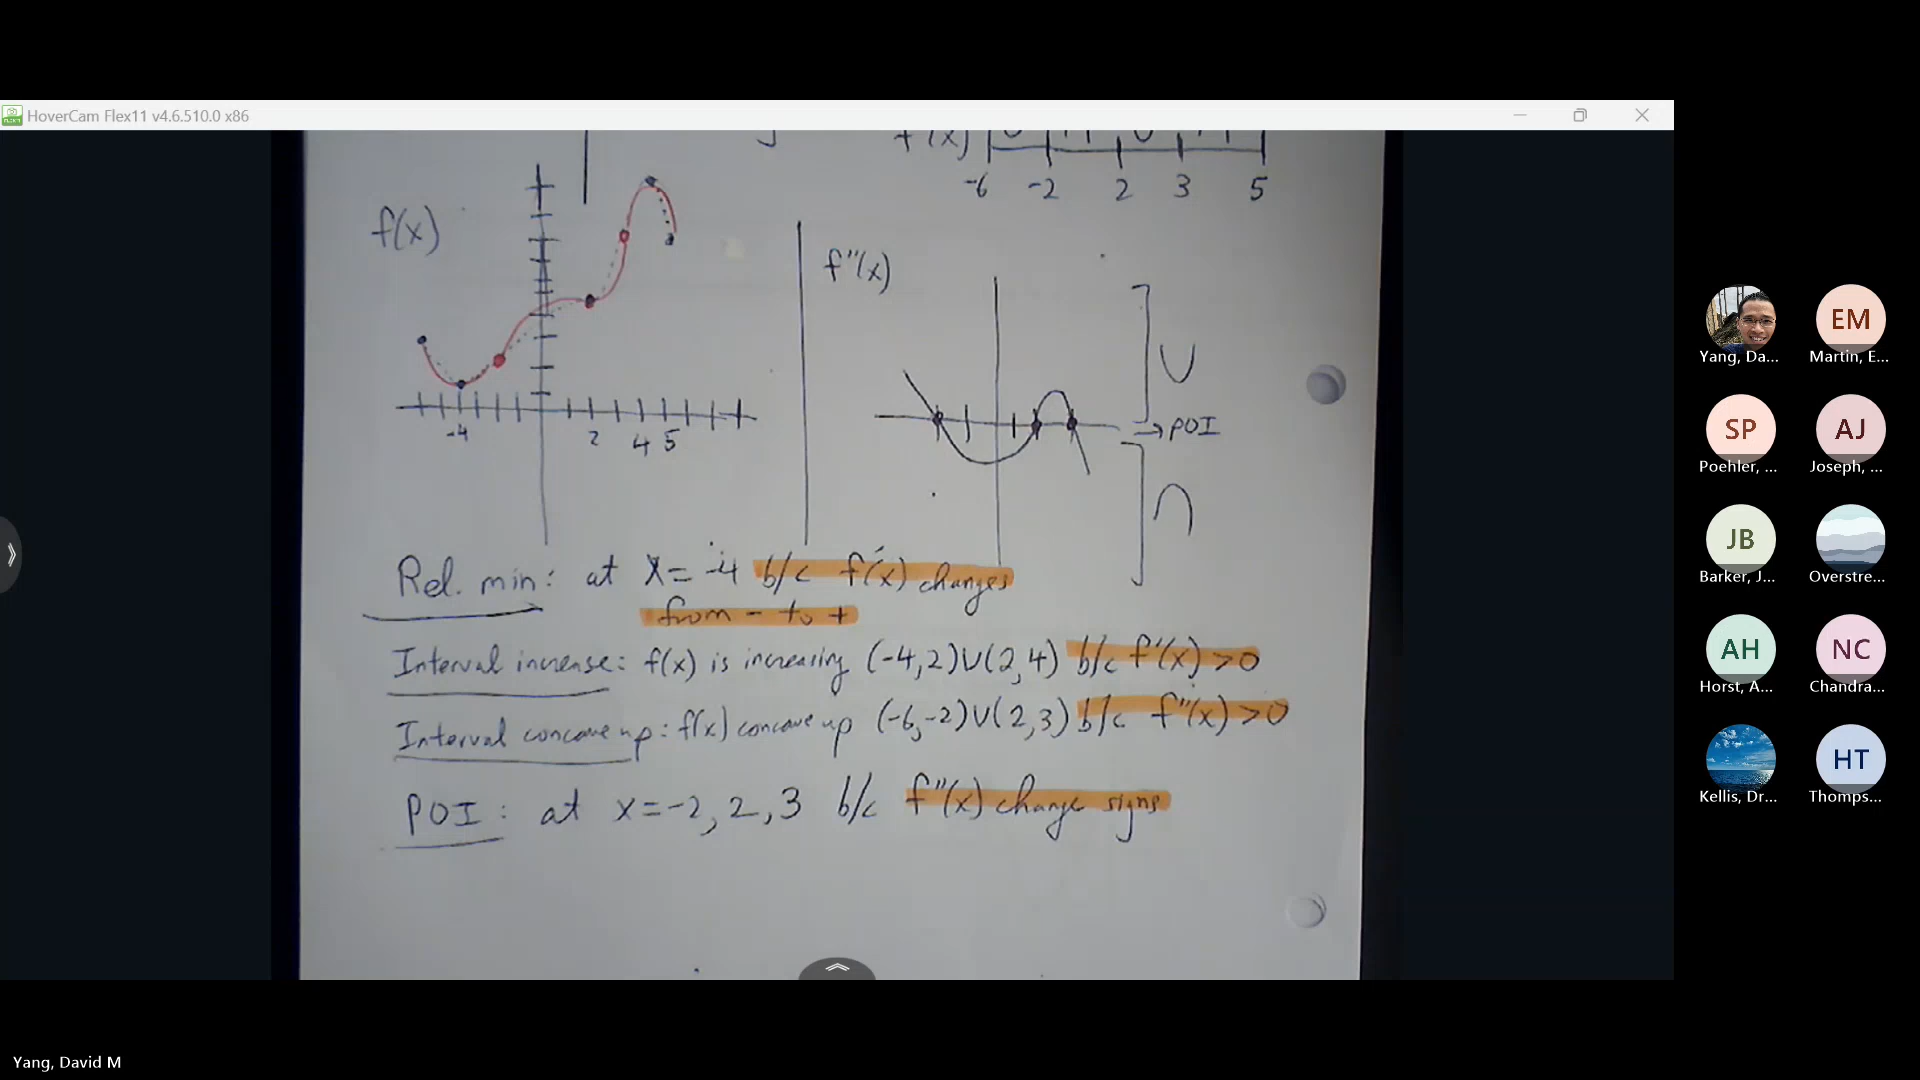 HoverCam Flex11 v4.6.510.0 x86
-6 -2 2 3 5
f(x)
f''(x)
-4 2 4 5
POI
Rel. min: at x = -4 b/c f'(x) changes
from - to +
Interval increase: f(x) is increasing (-4,2)∪(2,4) b/c f'(x) > 0
Interval concave up: f(x) concave up (-6,-2)∪(2,3) b/c f''(x) > 0
POI: at x = -2, 2, 3 b/c f''(x) change signs
Yang, Da...
EM
Martin, E...
SP
Poehler, ...
AJ
Joseph, ...
JB
Barker, J...
Overstre...
AH
Horst, A...
NC
Chandra...
Kellis, Dr...
HT
Thomps...
Yang, David M